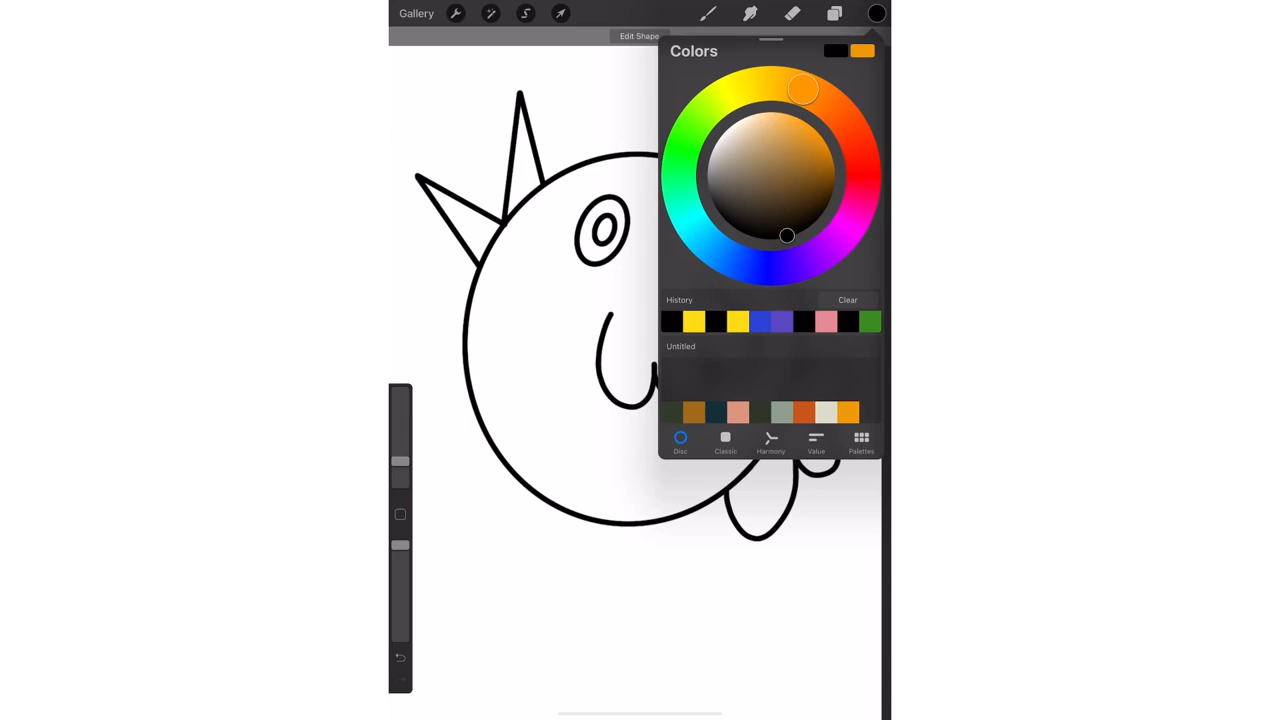 Gallery
Edit Shape
Colors
History
Clear
Untitled
Disc
Classic
Harmony
Value
Palettes